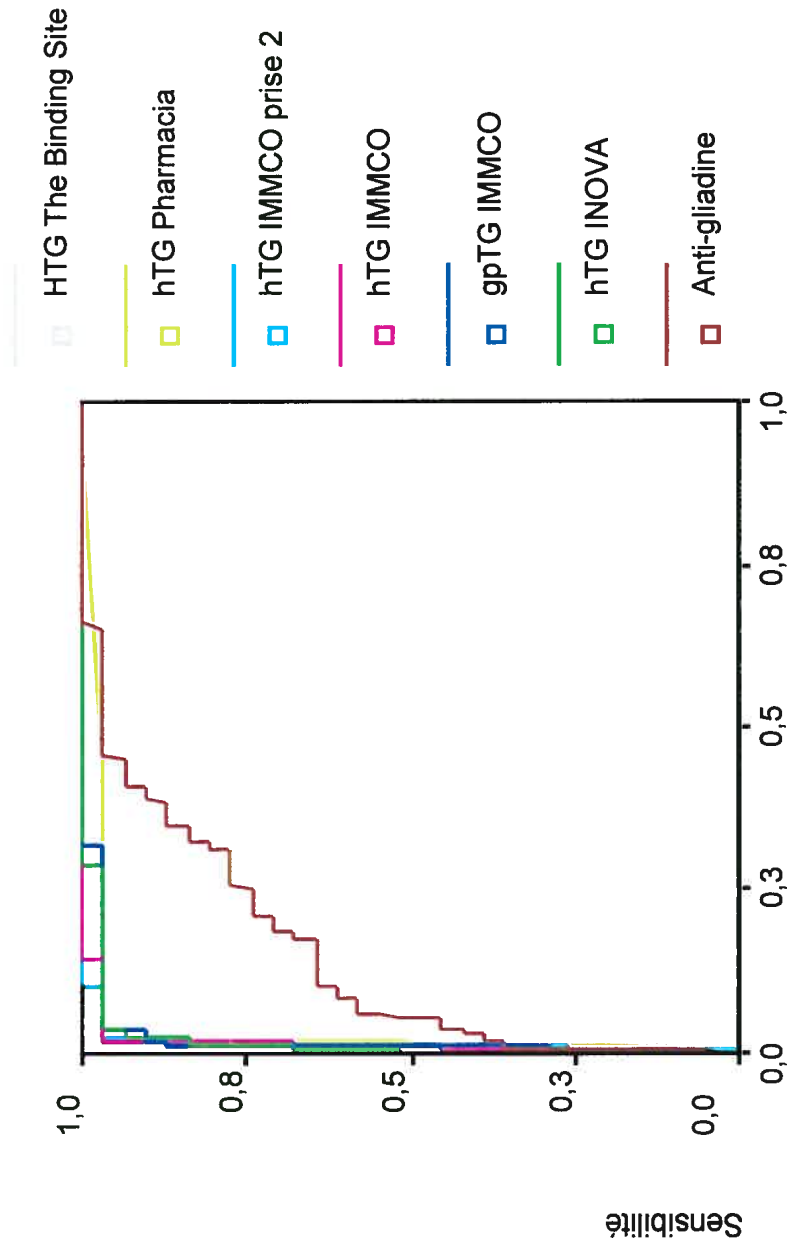 Sensibilité
1,0
0,8
0,5
0,3
0,0
0,0
0,3
0,5
0,8
1,0
HTG The Binding Site
hTG Pharmacia
hTG IMMCO prise 2
hTG IMMCO
gpTG IMMCO
hTG INOVA
Anti-gliadine